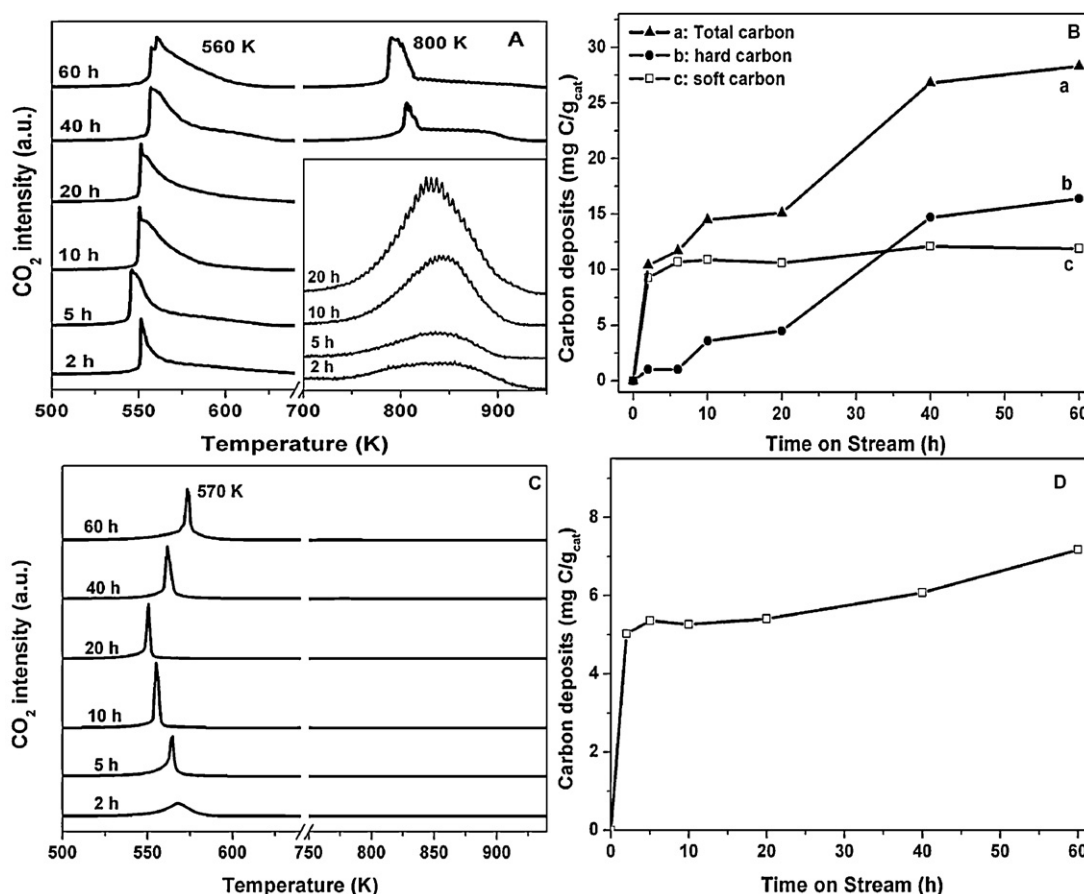 A
560 K
800 K
60 h
40 h
20 h
10 h
5 h
2 h
20 h
10 h
5 h
2 h
CO2 intensity (a.u.)
500 550 600 650 700 800 900
Temperature (K)
B
a: Total carbon
b: hard carbon
c: soft carbon
a
b
c
30
25
20
15
10
5
0
Carbon deposits (mg C/gcat)
0 10 20 30 40 50 60
Time on Stream (h)
C
570 K
60 h
40 h
20 h
10 h
5 h
2 h
CO2 intensity (a.u.)
500 550 600 650 750 800 850 900
Temperature (K)
D
8
6
4
2
0
Carbon deposits (mg C/gcat)
0 10 20 30 40 50 60
Time on Stream (h)